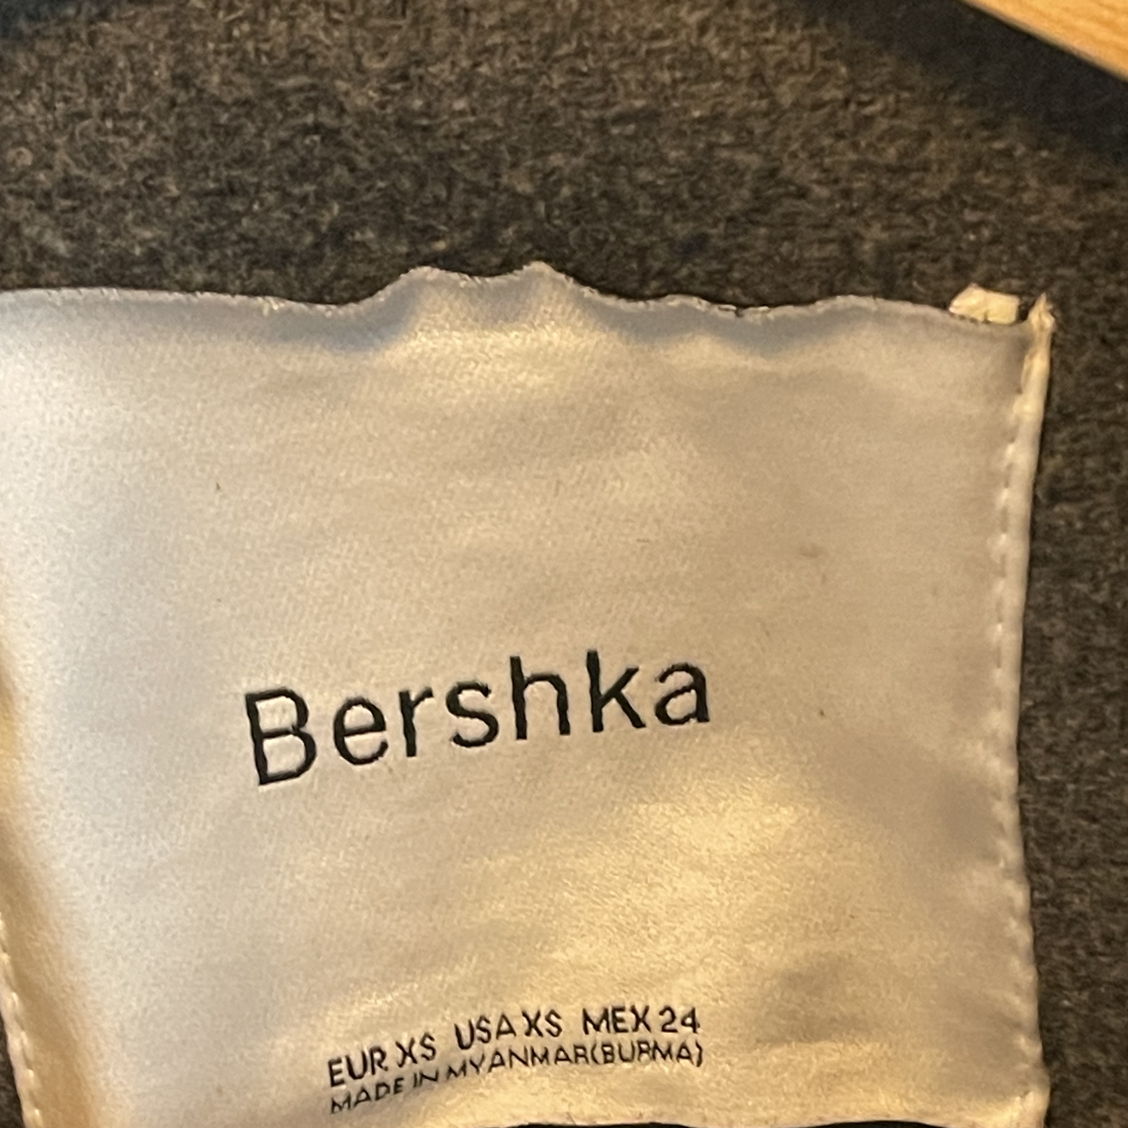 Bershka
EUR XS USA XS MEX 24
MADE IN MYANMAR(BURMA)